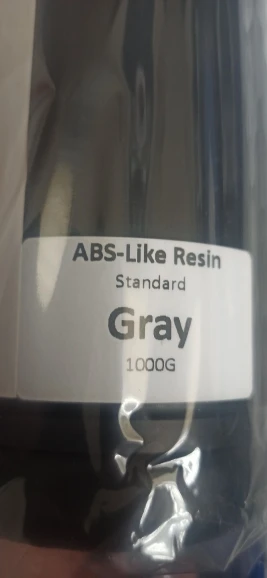 ABS-Like Resin
Standard
Gray
1000G